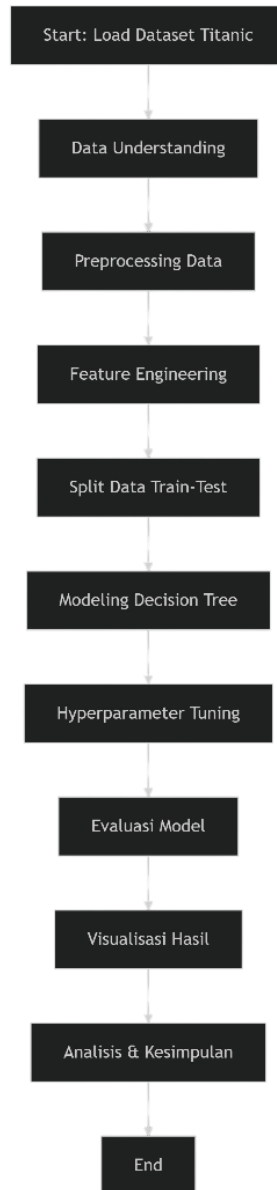 Start: Load Dataset Titanic
Data Understanding
Preprocessing Data
Feature Engineering
Split Data Train-Test
Modeling Decision Tree
Hyperparameter Tuning
Evaluasi Model
Visualisasi Hasil
Analisis & Kesimpulan
End